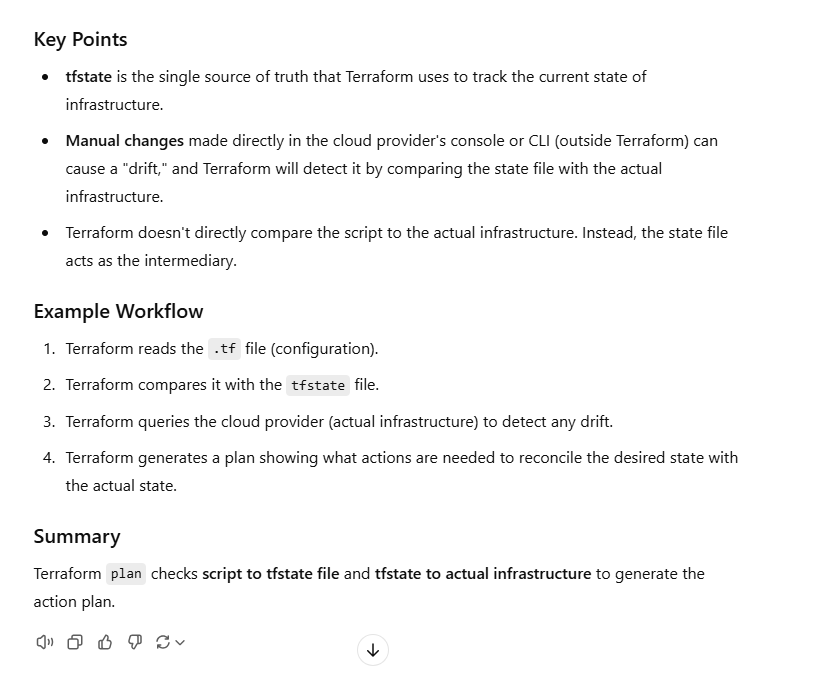 Key Points
tfstate is the single source of truth that Terraform uses to track the current state of
infrastructure.
Manual changes made directly in the cloud provider's console or CLI (outside Terraform) can
cause a "drift," and Terraform will detect it by comparing the state file with the actual
infrastructure.
Terraform doesn't directly compare the script to the actual infrastructure. Instead, the state file
acts as the intermediary.
Example Workflow
1. Terraform reads the .tf file (configuration).
2. Terraform compares it with the tfstate file.
3. Terraform queries the cloud provider (actual infrastructure) to detect any drift.
4. Terraform generates a plan showing what actions are needed to reconcile the desired state with
the actual state.
Summary
Terraform plan checks script to tfstate file and tfstate to actual infrastructure to generate the
action plan.